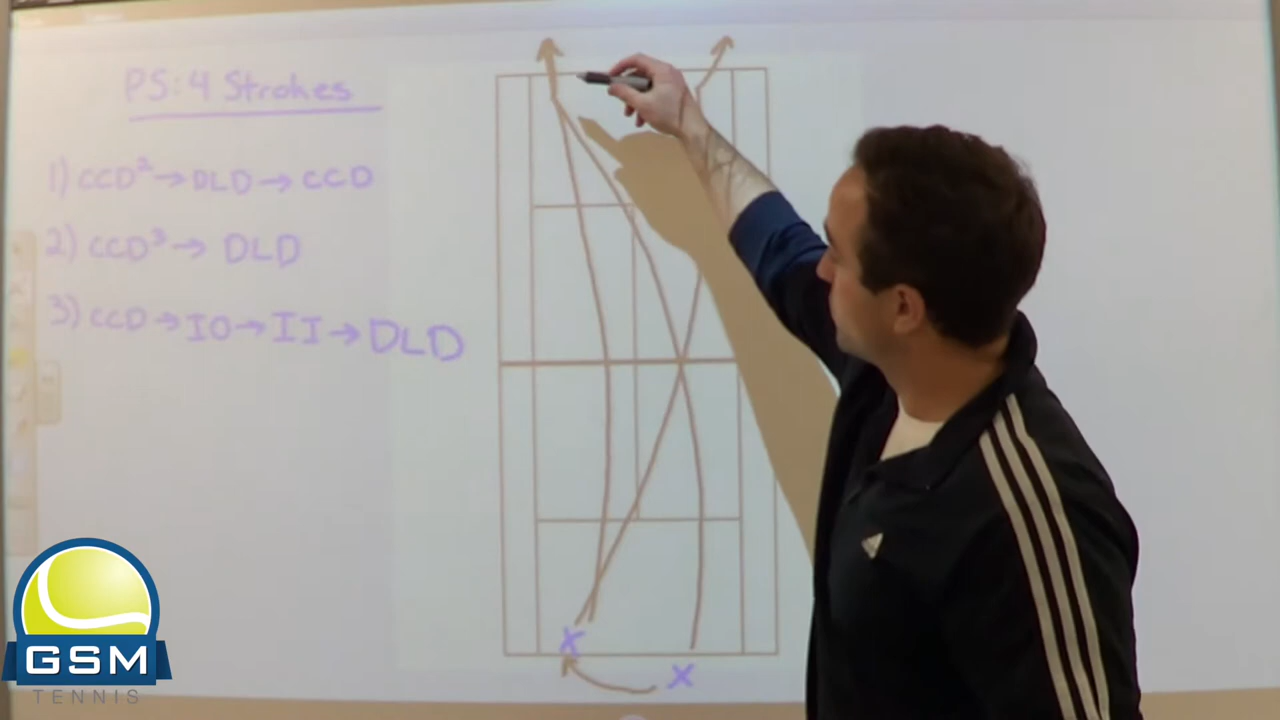 PS: 4 Strokes
1) CCD² → DLD → CCD
2) CCD³ → DLD
3) CCD → IO → II → DLD
X
X
GSM
TENNIS